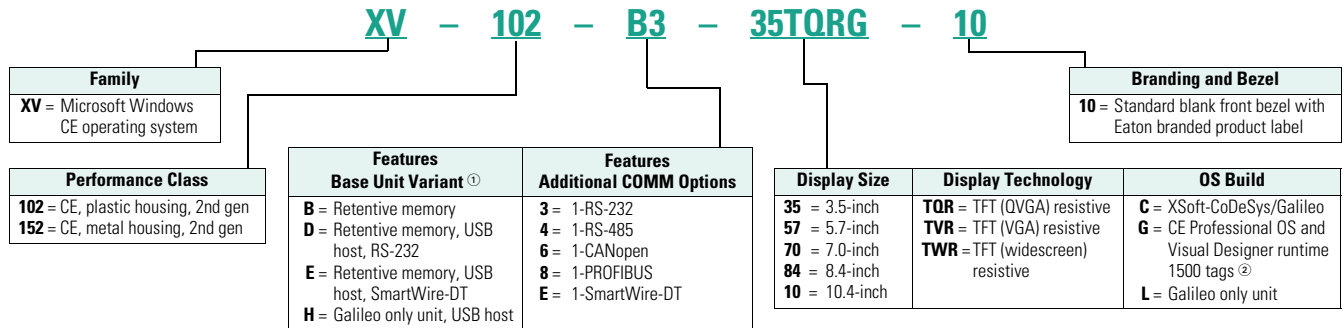 XV – 102 – B3 – 35TQRG – 10
Family
XV = Microsoft Windows
CE operating system
Branding and Bezel
10 = Standard blank front bezel with
Eaton branded product label
Performance Class
102 = CE, plastic housing, 2nd gen
152 = CE, metal housing, 2nd gen
Features
Base Unit Variant ①
B = Retentive memory
D = Retentive memory, USB
host, RS-232
E = Retentive memory, USB
host, SmartWire-DT
H = Galileo only unit, USB host
Features
Additional COMM Options
3 = 1-RS-232
4 = 1-RS-485
6 = 1-CANopen
8 = 1-PROFIBUS
E = 1-SmartWire-DT
Display Size
35 = 3.5-inch
57 = 5.7-inch
70 = 7.0-inch
84 = 8.4-inch
10 = 10.4-inch
Display Technology
TQR = TFT (QVGA) resistive
TVR = TFT (VGA) resistive
TWR = TFT (widescreen)
resistive
OS Build
C = XSoft-CoDeSys/Galileo
G = CE Professional OS and
Visual Designer runtime
1500 tags ②
L = Galileo only unit